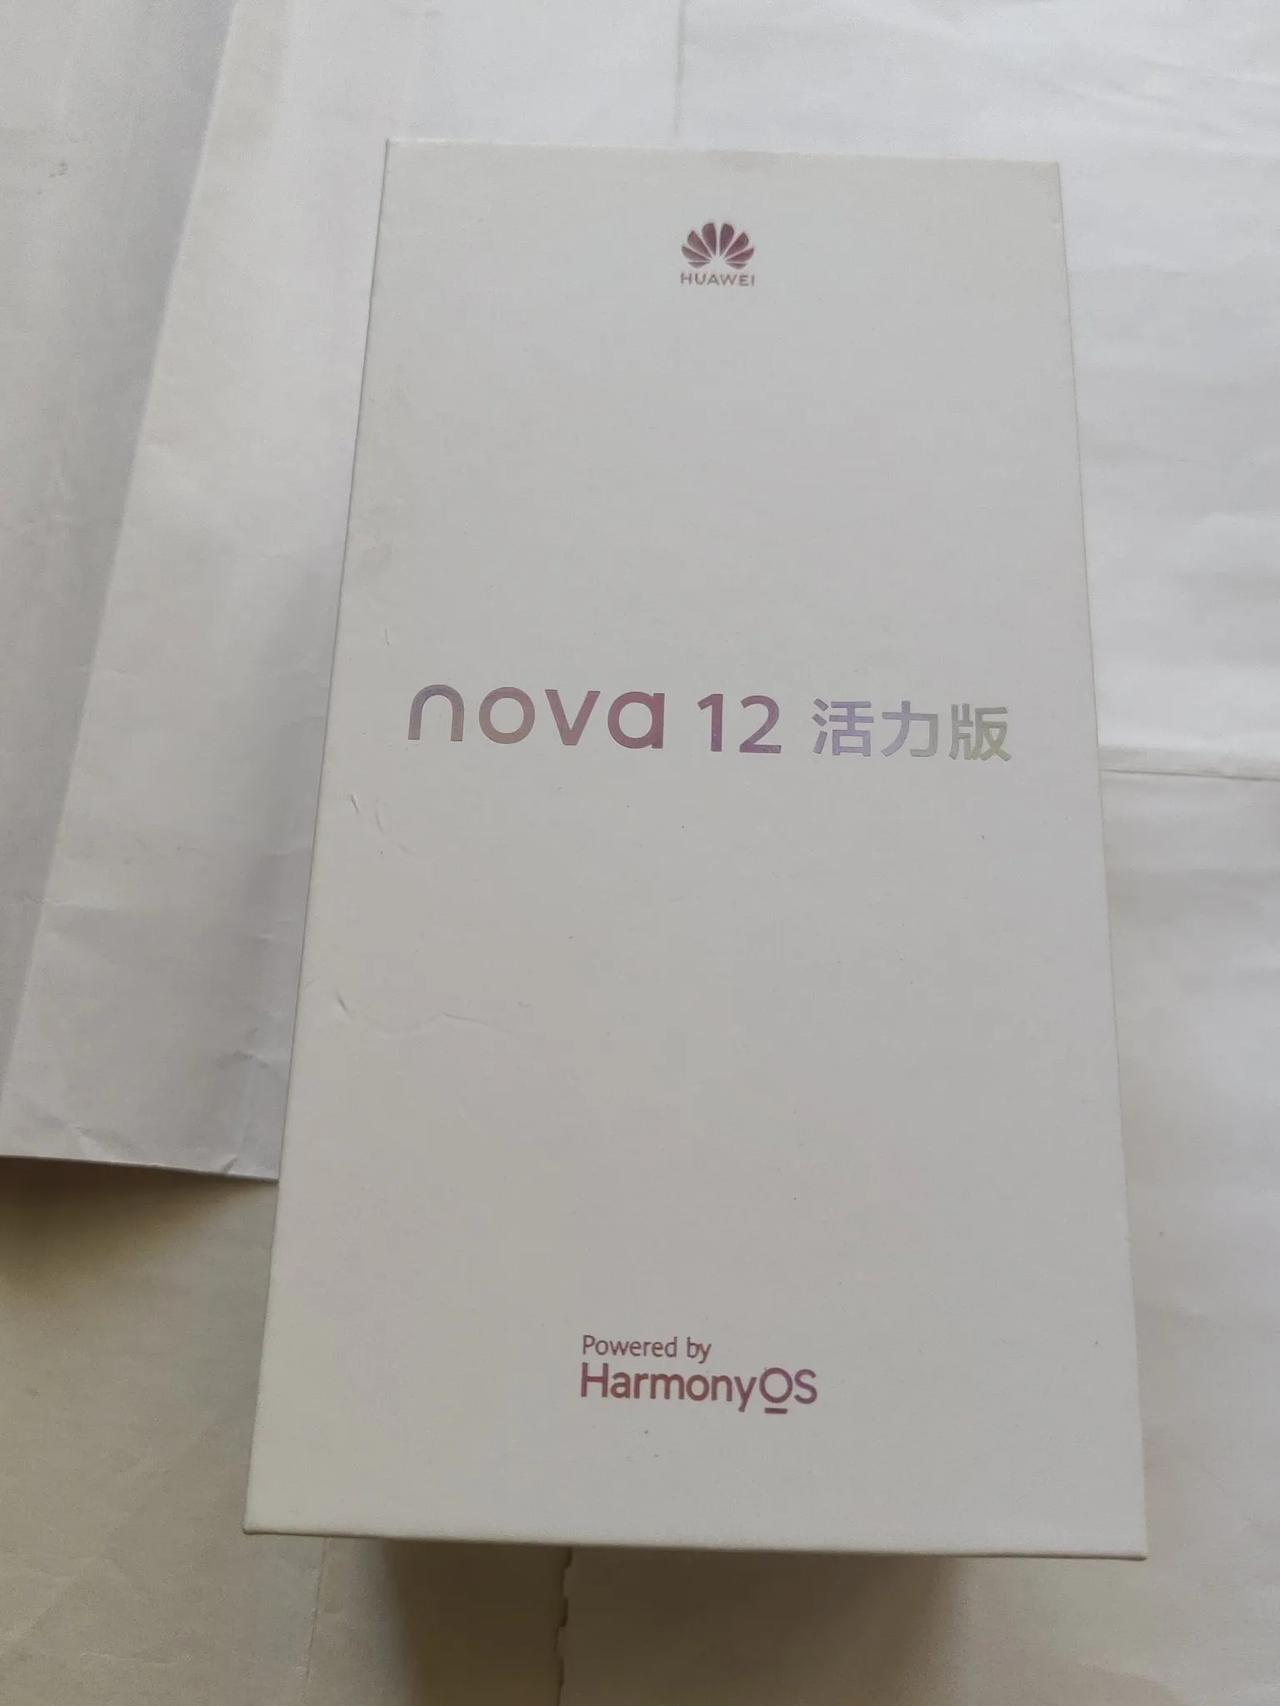 HUAWEI
nova 12 活力版
Powered by
HarmonyOS